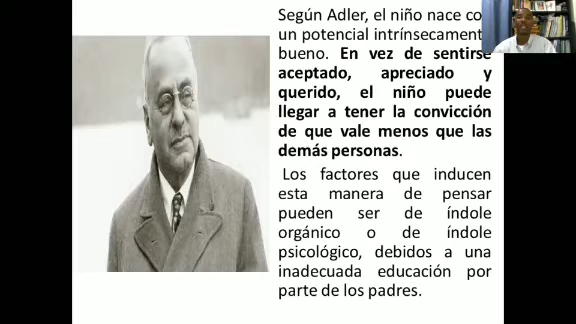 Según Adler, el niño nace co
un potencial intrínsecament
bueno. En vez de sentirse
aceptado, apreciado y
querido, el niño puede
llegar a tener la convicción
de que vale menos que las
demás personas.
Los factores que inducen
esta manera de pensar
pueden ser de índole
orgánico o de índole
psicológico, debidos a una
inadecuada educación por
parte de los padres.